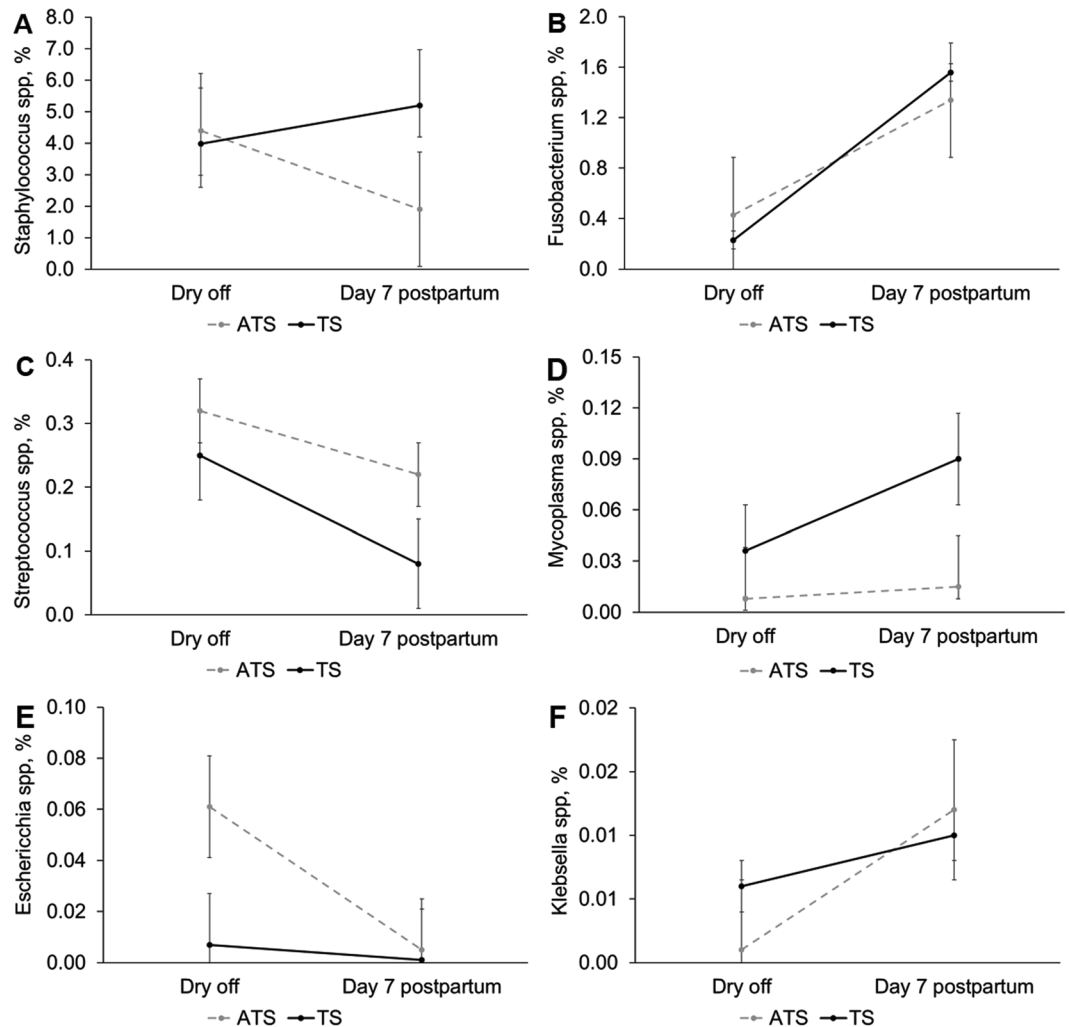 A
Staphylococcus spp, %
8.0
7.0
6.0
5.0
4.0
3.0
2.0
1.0
0.0
Dry off Day 7 postpartum
ATS TS
B
Fusobacterium spp, %
2.0
1.6
1.2
0.8
0.4
0.0
Dry off Day 7 postpartum
ATS TS
C
Streptococcus spp, %
0.4
0.3
0.2
0.1
0.0
Dry off Day 7 postpartum
ATS TS
D
Mycoplasma spp, %
0.15
0.12
0.09
0.06
0.03
0.00
Dry off Day 7 postpartum
ATS TS
E
Eschericchia spp, %
0.10
0.08
0.06
0.04
0.02
0.00
Dry off Day 7 postpartum
ATS TS
F
Klebsella spp, %
0.02
0.02
0.01
0.01
0.00
Dry off Day 7 postpartum
ATS TS